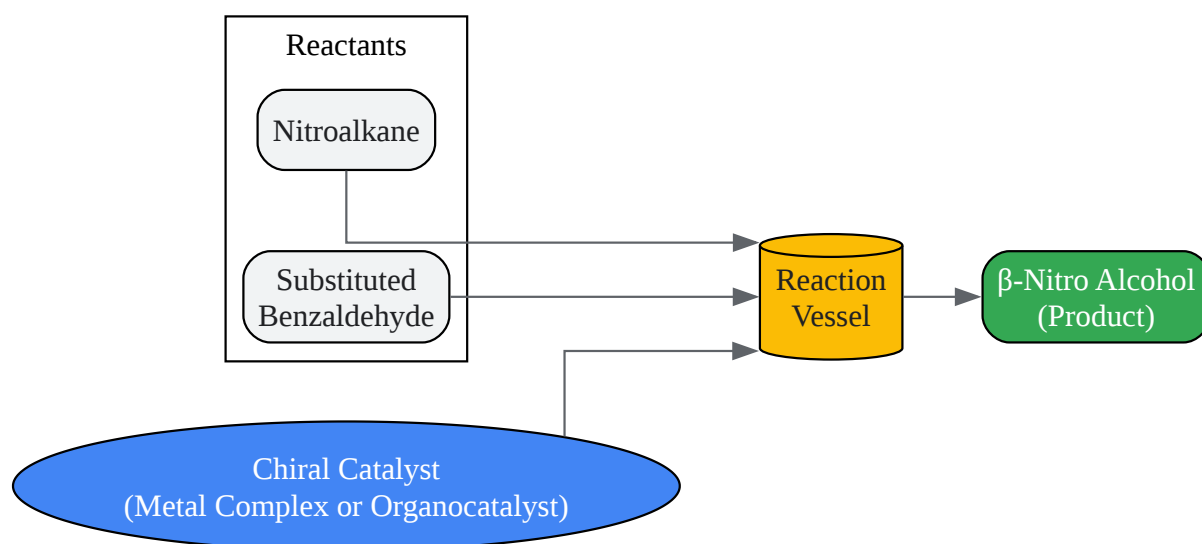 Reactants
Nitroalkane
Substituted
Benzaldehyde
Reaction
Vessel
β-Nitro Alcohol
(Product)
Chiral Catalyst
(Metal Complex or Organocatalyst)